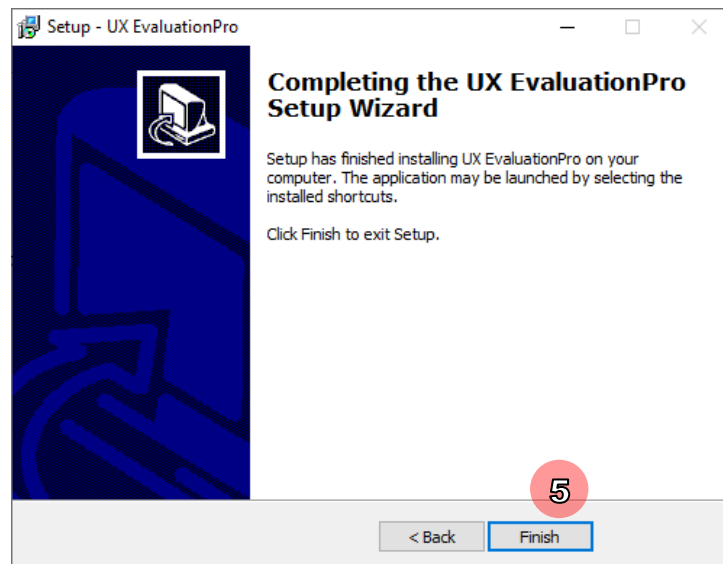 Setup - UX EvaluationPro
Completing the UX EvaluationPro
Setup Wizard
Setup has finished installing UX EvaluationPro on your
computer. The application may be launched by selecting the
installed shortcuts.
Click Finish to exit Setup.
5
< Back
Finish